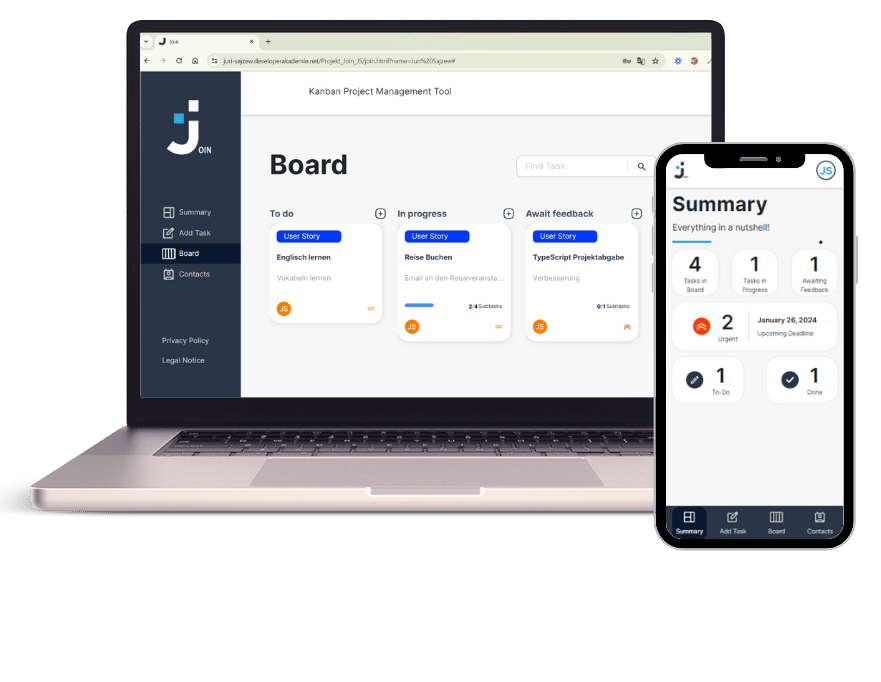 Join
juri-sajzew.developerakademie.net/Projekt_Join_JS/join.html?name=Juri%20Sajzew#
Kanban Project Management Tool
JOIN
Board
Find Task
Summary
Add Task
Board
Contacts
Privacy Policy
Legal Notice
To do
In progress
Await feedback
User Story
User Story
User Story
Englisch lernen
Reise Buchen
TypeScript Projektabgabe
Vokabeln lernen
Email an den Reiseveransta...
Verbesserung
2/4 Subtasks
0/1 Subtasks
JS
JS
JS
JS
Summary
Everything in a nutshell!
4
Tasks in
Board
1
Tasks in
Progress
1
Awaiting
Feedback
2
Urgent
January 26, 2024
Upcoming Deadline
1
To-Do
1
Done
Summary
Add Task
Board
Contacts